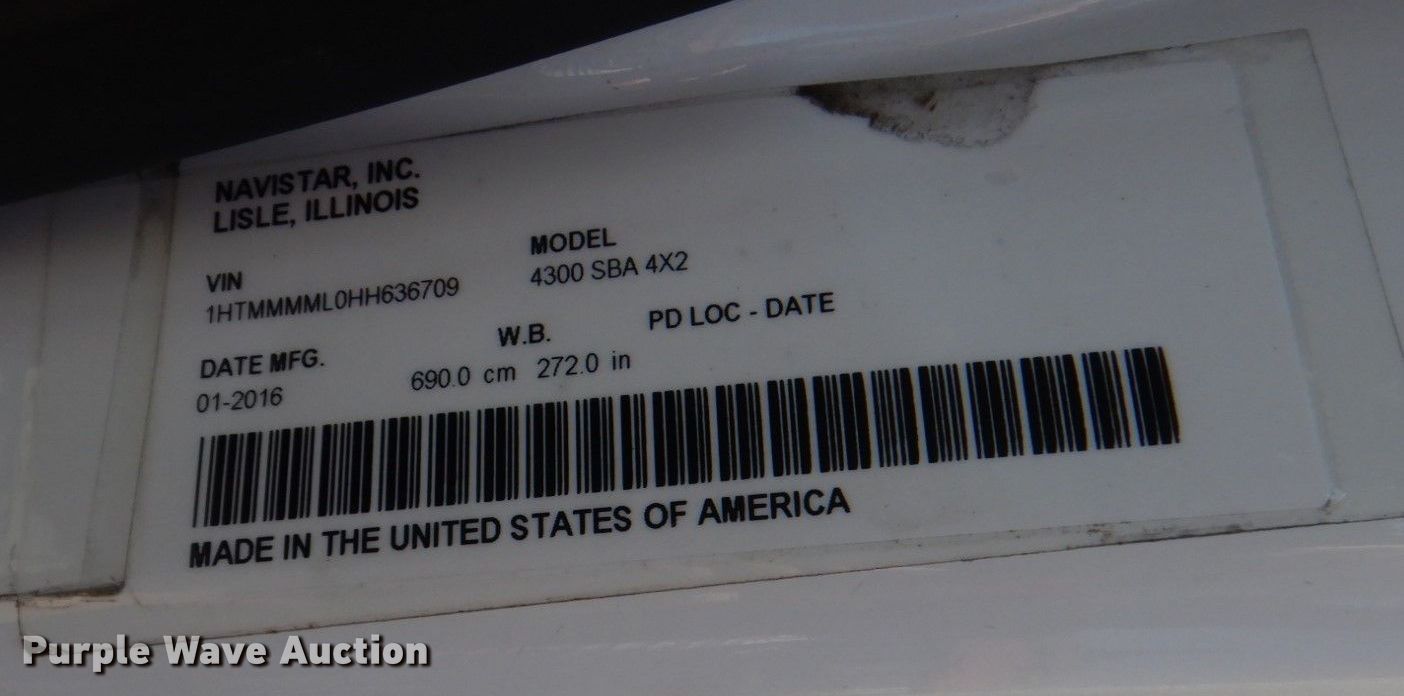 NAVISTAR, INC.
LISLE, ILLINOIS
VIN
1HTMMMML0HH636709
MODEL
4300 SBA 4X2
DATE MFG.
01-2016
W.B.
690.0 cm 272.0 in
PD LOC - DATE
MADE IN THE UNITED STATES OF AMERICA
Purple Wave Auction